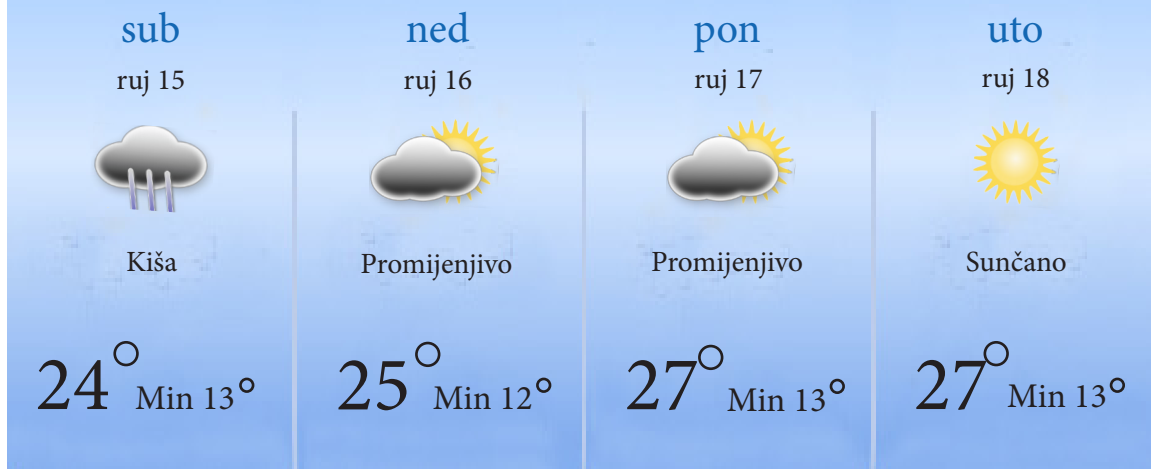 sub
ruj 15
Kiša
24° Min 13°
ned
ruj 16
Promijenjivo
25° Min 12°
pon
ruj 17
Promijenjivo
27° Min 13°
uto
ruj 18
Sunčano
27° Min 13°